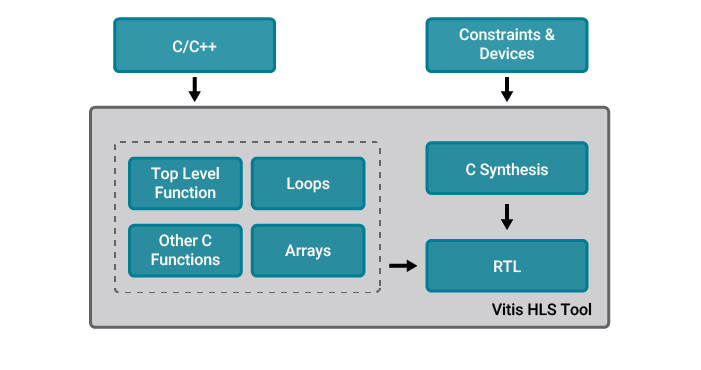 C/C++
Constraints &
Devices
Top Level
Function
Loops
C Synthesis
Other C
Functions
Arrays
RTL
Vitis HLS Tool